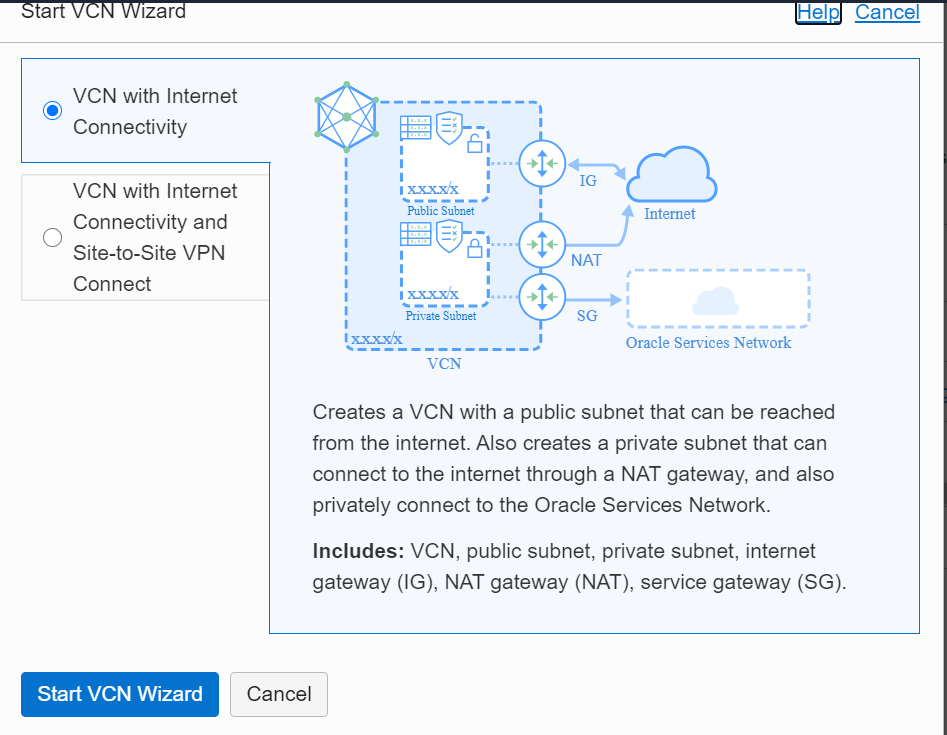 Start VCN Wizard
Help Cancel
VCN with Internet
Connectivity
VCN with Internet
Connectivity and
Site-to-Site VPN
Connect
x.x.x.x/x
Public Subnet
x.x.x.x/x
Private Subnet
x.x.x.x/x
VCN
IG
NAT
SG
Internet
Oracle Services Network
Creates a VCN with a public subnet that can be reached
from the internet. Also creates a private subnet that can
connect to the internet through a NAT gateway, and also
privately connect to the Oracle Services Network.
Includes: VCN, public subnet, private subnet, internet
gateway (IG), NAT gateway (NAT), service gateway (SG).
Start VCN Wizard
Cancel